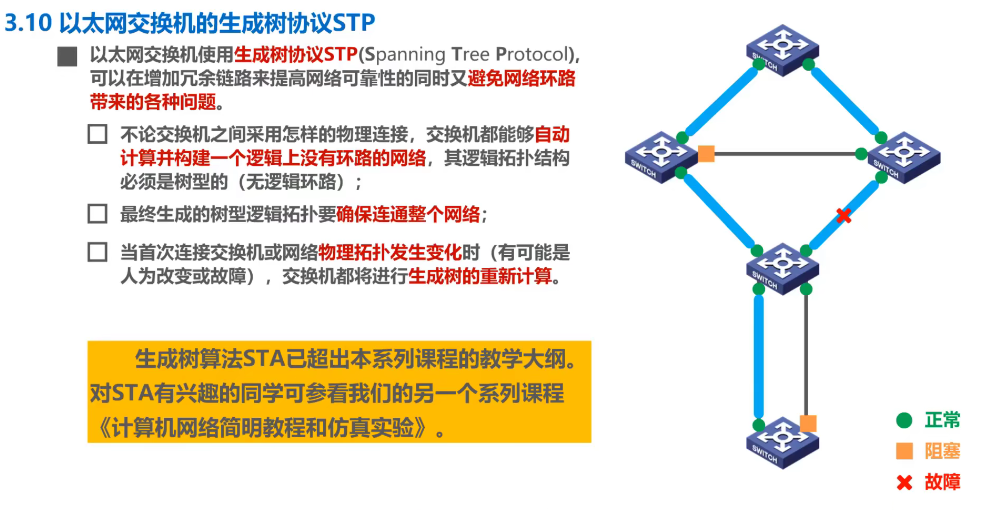 3.10 以太网交换机的生成树协议STP
以太网交换机使用生成树协议STP(Spanning Tree Protocol),
可以在增加冗余链路来提高网络可靠性的同时又避免网络环路
带来的各种问题。
不论交换机之间采用怎样的物理连接，交换机都能够自动
计算并构建一个逻辑上没有环路的网络，其逻辑拓扑结构
必须是树型的（无逻辑环路）；
最终生成的树型逻辑拓扑要确保连通整个网络；
当首次连接交换机或网络物理拓扑发生变化时（有可能是
人为改变或故障），交换机都将进行生成树的重新计算。
生成树算法STA已超出本系列课程的教学大纲。
对STA有兴趣的同学可参看我们的另一个系列课程
《计算机网络简明教程和仿真实验》。
SWITCH
SWITCH
SWITCH
SWITCH
SWITCH
正常
阻塞
故障